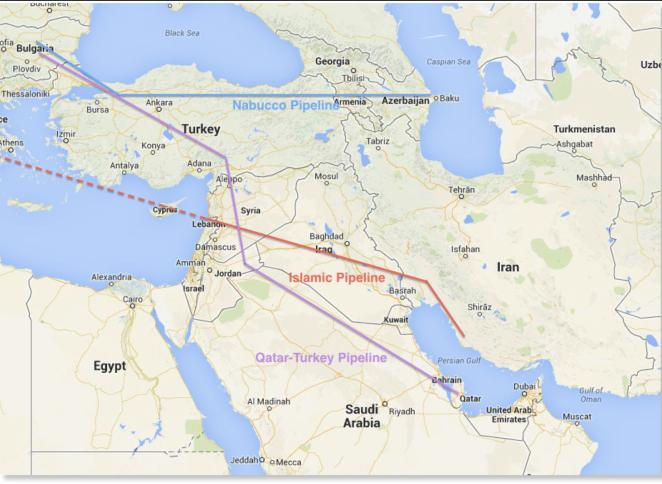 Bucharest
Black Sea
Sofia
Bulgaria
Plovdiv
Georgia
Tbilisi
Caspian Sea
Uzbe
Thessaloniki
Ankara
Bursa
Nabucco Pipeline
Armenia
Azerbaijan
Baku
ce
Turkey
Turkmenistan
Ashgabat
Athens
Izmir
Konya
Tabriz
Antalya
Adana
Mashhad
Aleppo
Mosul
Tehrān
Cyprus
Syria
Lebanon
Baghdad
Iraq
Damascus
Isfahan
Amman
Iran
Alexandria
Jordan
Israel
Islamic Pipeline
Basrah
Cairo
Shirāz
Kuwait
Qatar-Turkey Pipeline
Persian Gulf
Egypt
Bahrain
Dubai
Gulf of
Oman
Qatar
Al Madinah
Saudi
Arabia
Riyadh
United Arab
Emirates
Muscat
Jeddah
Mecca